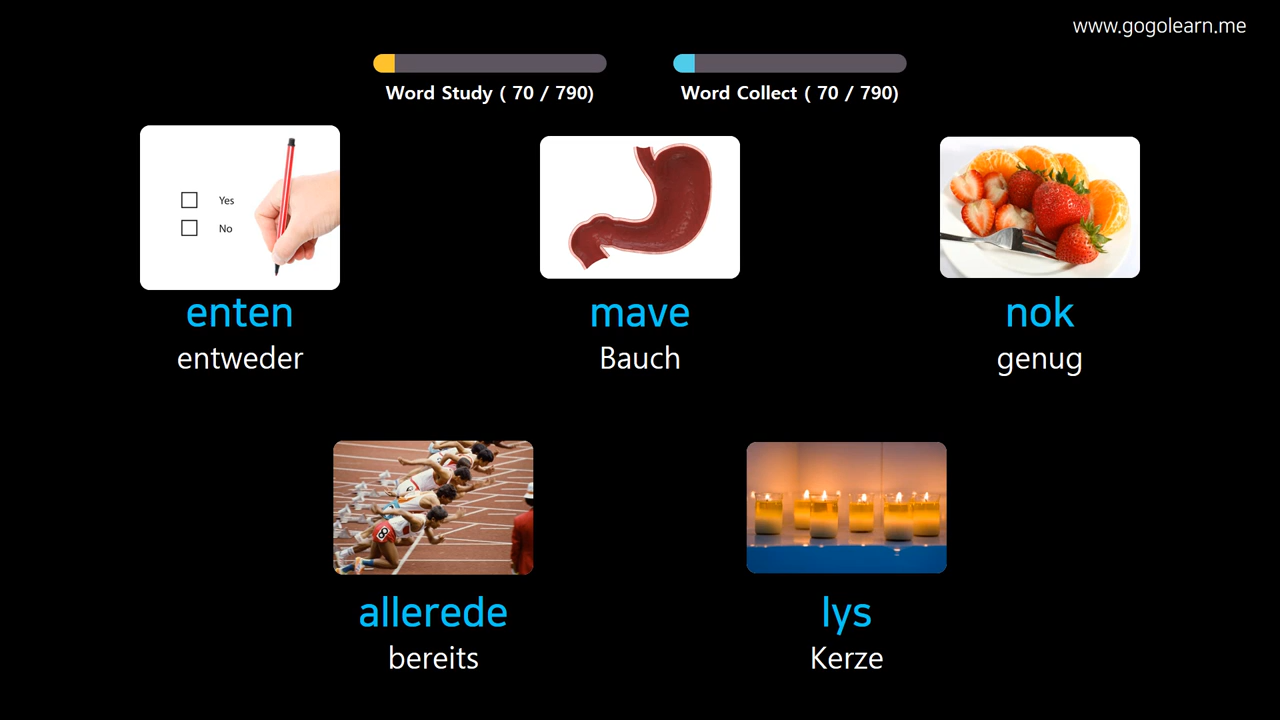 www.gogolearn.me
Word Study ( 70 / 790)
Word Collect ( 70 / 790)
Yes
No
enten
entweder
mave
Bauch
nok
genug
8
allerede
bereits
lys
Kerze